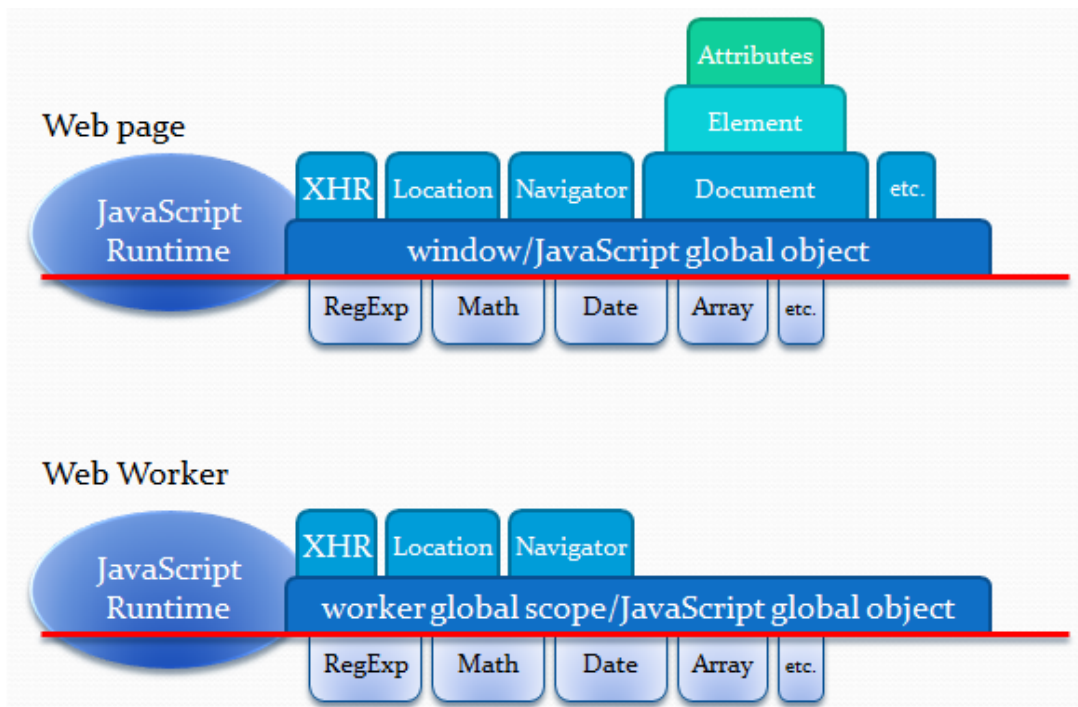 Attributes
Web page
Element
JavaScript
Runtime
XHR
Location
Navigator
Document
etc.
window/JavaScript global object
RegExp
Math
Date
Array
etc.
Web Worker
JavaScript
Runtime
XHR
Location
Navigator
worker global scope/JavaScript global object
RegExp
Math
Date
Array
etc.